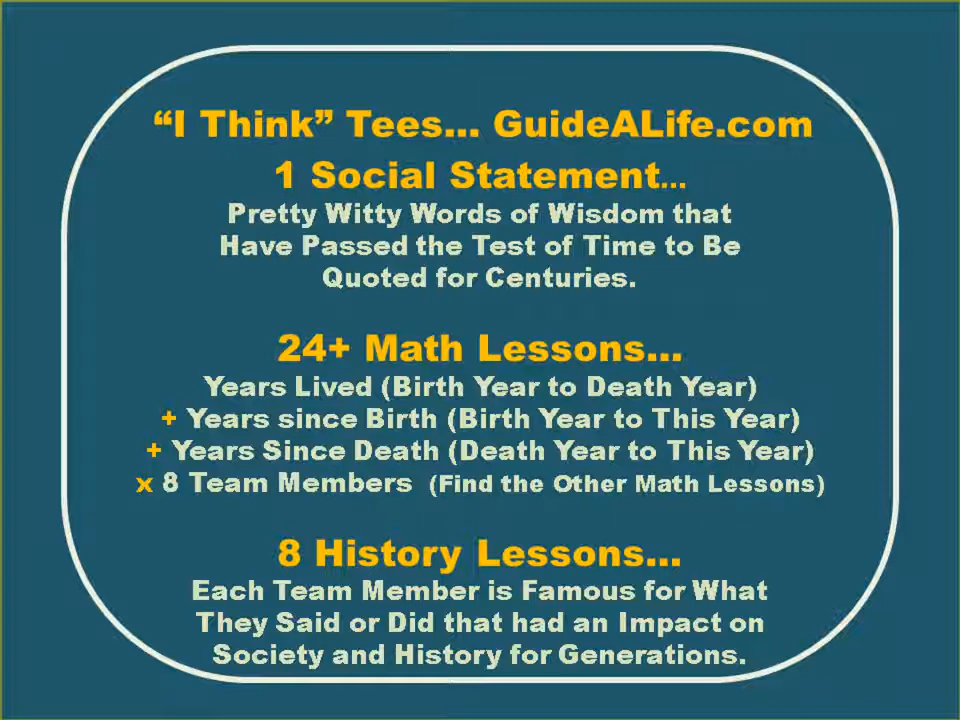 “I Think” Tees... GuideALife.com
1 Social Statement...
Pretty Witty Words of Wisdom that
Have Passed the Test of Time to Be
Quoted for Centuries.
24+ Math Lessons...
Years Lived (Birth Year to Death Year)
+ Years since Birth (Birth Year to This Year)
+ Years Since Death (Death Year to This Year)
x 8 Team Members (Find the Other Math Lessons)
8 History Lessons...
Each Team Member is Famous for What
They Said or Did that had an Impact on
Society and History for Generations.